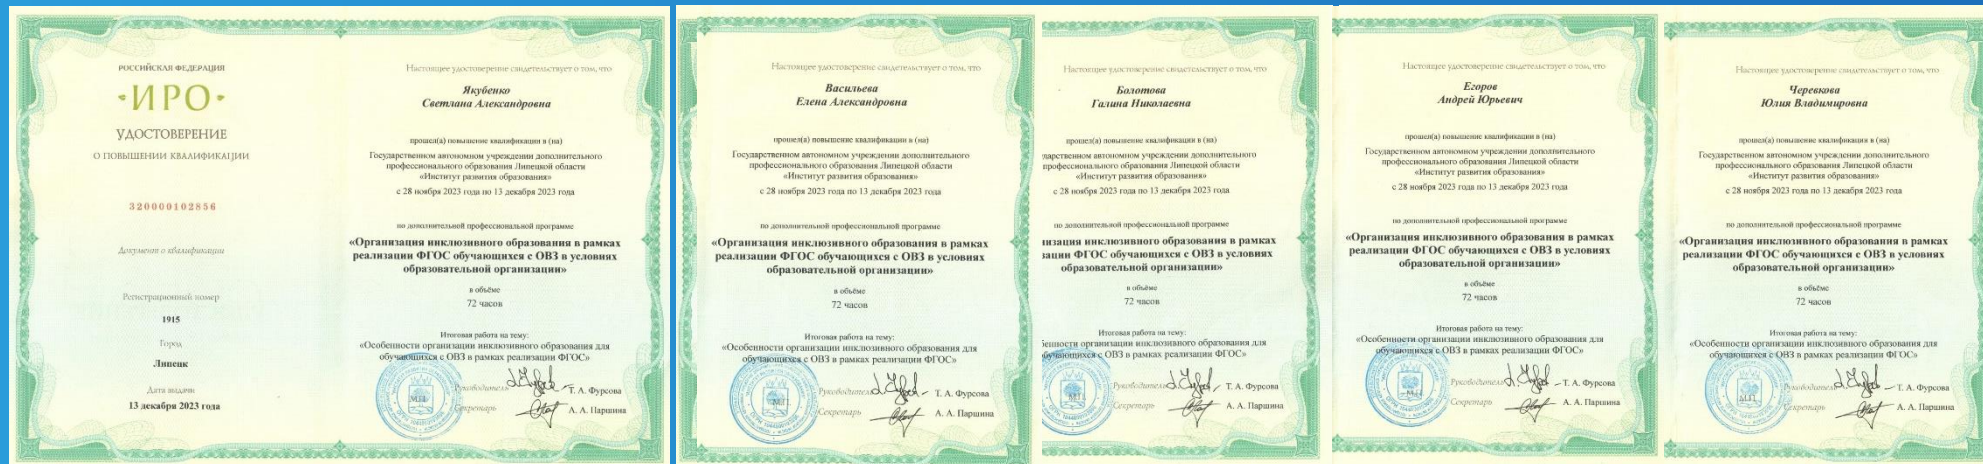 РОССИЙСКАЯ ФЕДЕРАЦИЯ
·ИРО·
УДОСТОВЕРЕНИЕ
О ПОВЫШЕНИИ КВАЛИФИКАЦИИ
320000102856
Документ о квалификации
Регистрационный номер
1915
Город
Липецк
Дата выдачи
13 декабря 2023 года
Настоящее удостоверение свидетельствует о том, что
Якубенко
Светлана Александровна
прошел(а) повышение квалификации в (на)
Государственном автономном учреждении дополнительного
профессионального образования Липецкой области
«Институт развития образования»
с 28 ноября 2023 года по 13 декабря 2023 года
по дополнительной профессиональной программе
«Организация инклюзивного образования в рамках
реализации ФГОС обучающихся с ОВЗ в условиях
образовательной организации»
в объёме
72 часов
Итоговая работа на тему:
«Особенности организации инклюзивного образования для
обучающихся с ОВЗ в рамках реализации ФГОС»
М.П.
Руководитель Т. А. Фурсова
Секретарь А. А. Паршина
Настоящее удостоверение свидетельствует о том, что
Васильева
Елена Александровна
прошел(а) повышение квалификации в (на)
Государственном автономном учреждении дополнительного
профессионального образования Липецкой области
«Институт развития образования»
с 28 ноября 2023 года по 13 декабря 2023 года
по дополнительной профессиональной программе
«Организация инклюзивного образования в рамках
реализации ФГОС обучающихся с ОВЗ в условиях
образовательной организации»
в объёме
72 часов
Итоговая работа на тему:
«Особенности организации инклюзивного образования для
обучающихся с ОВЗ в рамках реализации ФГОС»
М.П.
Руководитель Т. А. Фурсова
Секретарь А. А. Паршина
Настоящее удостоверение свидетельствует о том, что
Болотова
Галина Николаевна
прошел(а) повышение квалификации в (на)
дарственном автономном учреждении дополнительного
профессионального образования Липецкой области
«Институт развития образования»
с 28 ноября 2023 года по 13 декабря 2023 года
по дополнительной профессиональной программе
изация инклюзивного образования в рамках
зации ФГОС обучающихся с ОВЗ в условиях
образовательной организации»
в объёме
72 часов
Итоговая работа на тему:
бенности организации инклюзивного образования для
обучающихся с ОВЗ в рамках реализации ФГОС»
М.П.
Руководитель Т. А. Фурсова
Секретарь А. А. Паршина
Настоящее удостоверение свидетельствует о том, что
Егоров
Андрей Юрьевич
прошел(а) повышение квалификации в (на)
Государственном автономном учреждении дополнительного
профессионального образования Липецкой области
«Институт развития образования»
с 28 ноября 2023 года по 13 декабря 2023 года
по дополнительной профессиональной программе
«Организация инклюзивного образования в рамках
реализации ФГОС обучающихся с ОВЗ в условиях
образовательной организации»
в объёме
72 часов
Итоговая работа на тему:
«Особенности организации инклюзивного образования для
обучающихся с ОВЗ в рамках реализации ФГОС»
М.П.
Руководитель Т. А. Фурсова
Секретарь А. А. Паршина
Настоящее удостоверение свидетельствует о том, что
Черевкова
Юлия Владимировна
прошел(а) повышение квалификации в (на)
Государственном автономном учреждении дополнительного
профессионального образования Липецкой области
«Институт развития образования»
с 28 ноября 2023 года по 13 декабря 2023 года
по дополнительной профессиональной программе
«Организация инклюзивного образования в рамках
реализации ФГОС обучающихся с ОВЗ в условиях
образовательной организации»
в объёме
72 часов
Итоговая работа на тему:
«Особенности организации инклюзивного образования для
обучающихся с ОВЗ в рамках реализации ФГОС»
М.П.
Руководитель Т. А. Фурсова
Секретарь А. А. Паршина